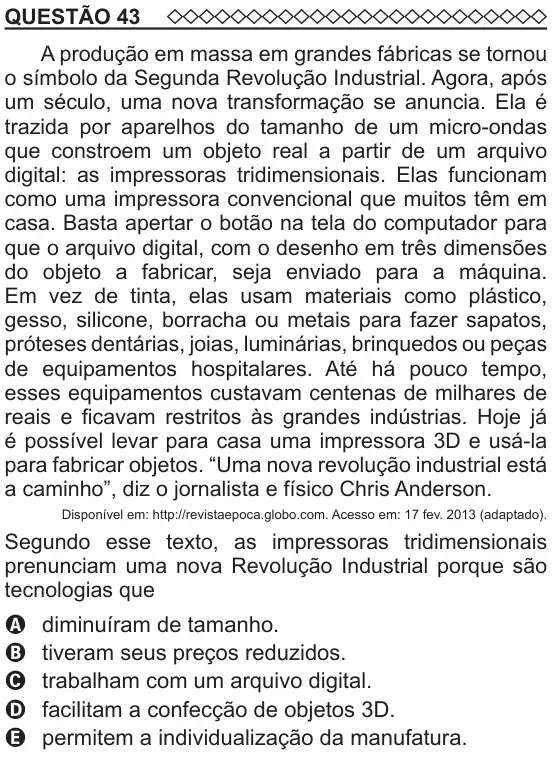 QUESTÃO 43
A produção em massa em grandes fábricas se tornou
o símbolo da Segunda Revolução Industrial. Agora, após
um século, uma nova transformação se anuncia. Ela é
trazida por aparelhos do tamanho de um micro-ondas
que constroem um objeto real a partir de um arquivo
digital: as impressoras tridimensionais. Elas funcionam
como uma impressora convencional que muitos têm em
casa. Basta apertar o botão na tela do computador para
que o arquivo digital, com o desenho em três dimensões
do objeto a fabricar, seja enviado para a máquina.
Em vez de tinta, elas usam materiais como plástico,
gesso, silicone, borracha ou metais para fazer sapatos,
próteses dentárias, joias, luminárias, brinquedos ou peças
de equipamentos hospitalares. Até há pouco tempo,
esses equipamentos custavam centenas de milhares de
reais e ficavam restritos às grandes indústrias. Hoje já
é possível levar para casa uma impressora 3D e usá-la
para fabricar objetos. “Uma nova revolução industrial está
a caminho”, diz o jornalista e físico Chris Anderson.
Disponível em: http://revistaepoca.globo.com. Acesso em: 17 fev. 2013 (adaptado).
Segundo esse texto, as impressoras tridimensionais
prenunciam uma nova Revolução Industrial porque são
tecnologias que
A diminuíram de tamanho.
B tiveram seus preços reduzidos.
C trabalham com um arquivo digital.
D facilitam a confecção de objetos 3D.
E permitem a individualização da manufatura.